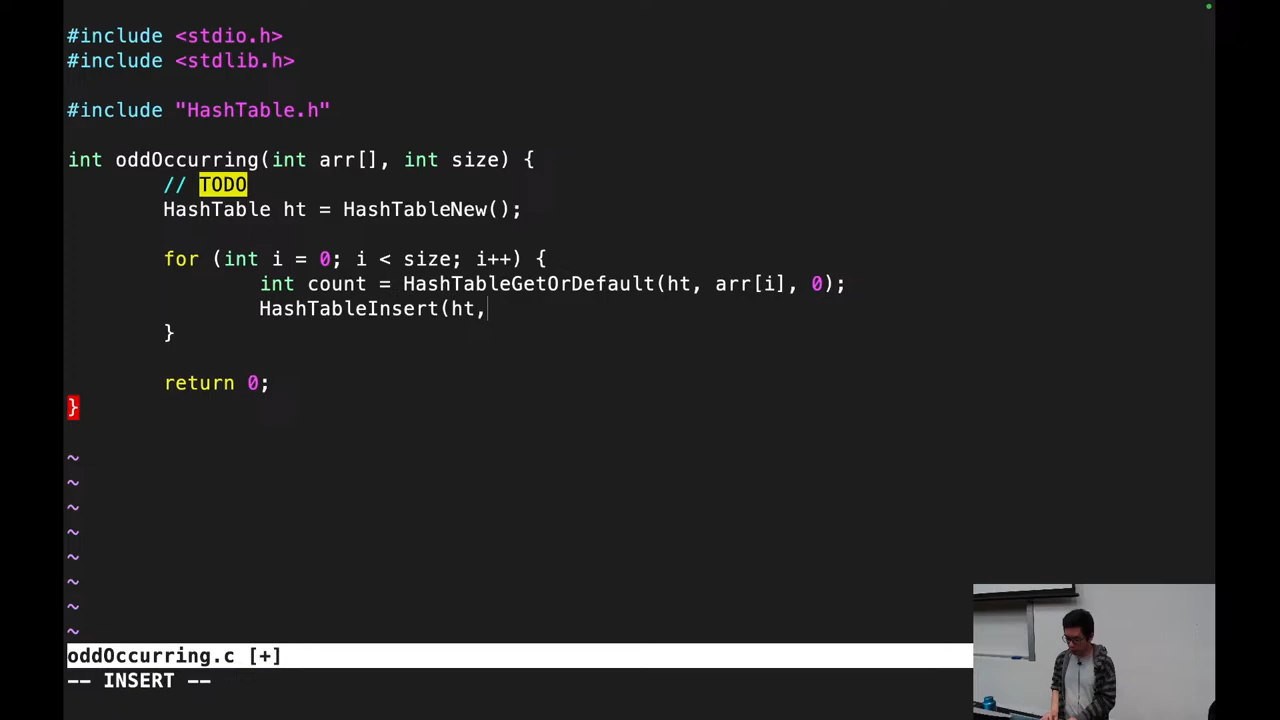 #include <stdio.h>
#include <stdlib.h>
#include "HashTable.h"
int oddOccurring(int arr[], int size) {
// TODO
HashTable ht = HashTableNew();
for (int i = 0; i < size; i++) {
int count = HashTableGetOrDefault(ht, arr[i], 0);
HashTableInsert(ht,
}
return 0;
}
~
~
~
~
~
~
~
~
oddOccurring.c [+]
-- INSERT --